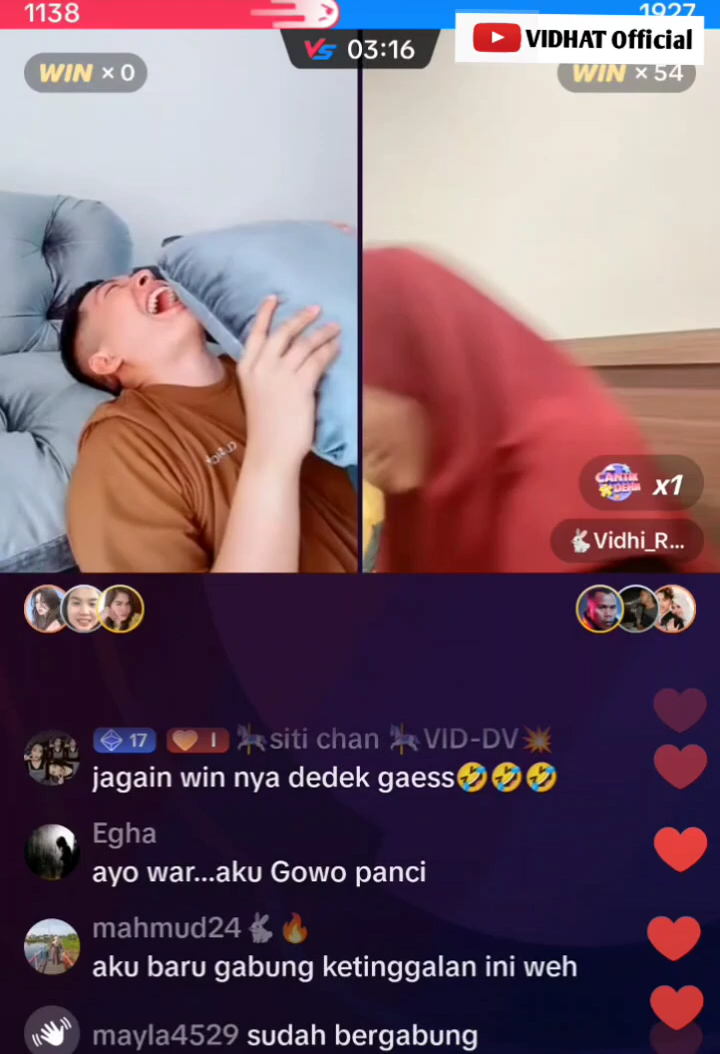 1138
1927
VS 03:16
VIDHAT Official
WIN × 0
WIN × 54
CANTIK
x1
🐇Vidhi_R...
17 I 🎠siti chan 🎠VID-DV💥
jagain win nya dedek gaess🤣🤣🤣
Egha
ayo war...aku Gowo panci
mahmud24🐇🔥
aku baru gabung ketinggalan ini weh
mayla4529 sudah bergabung